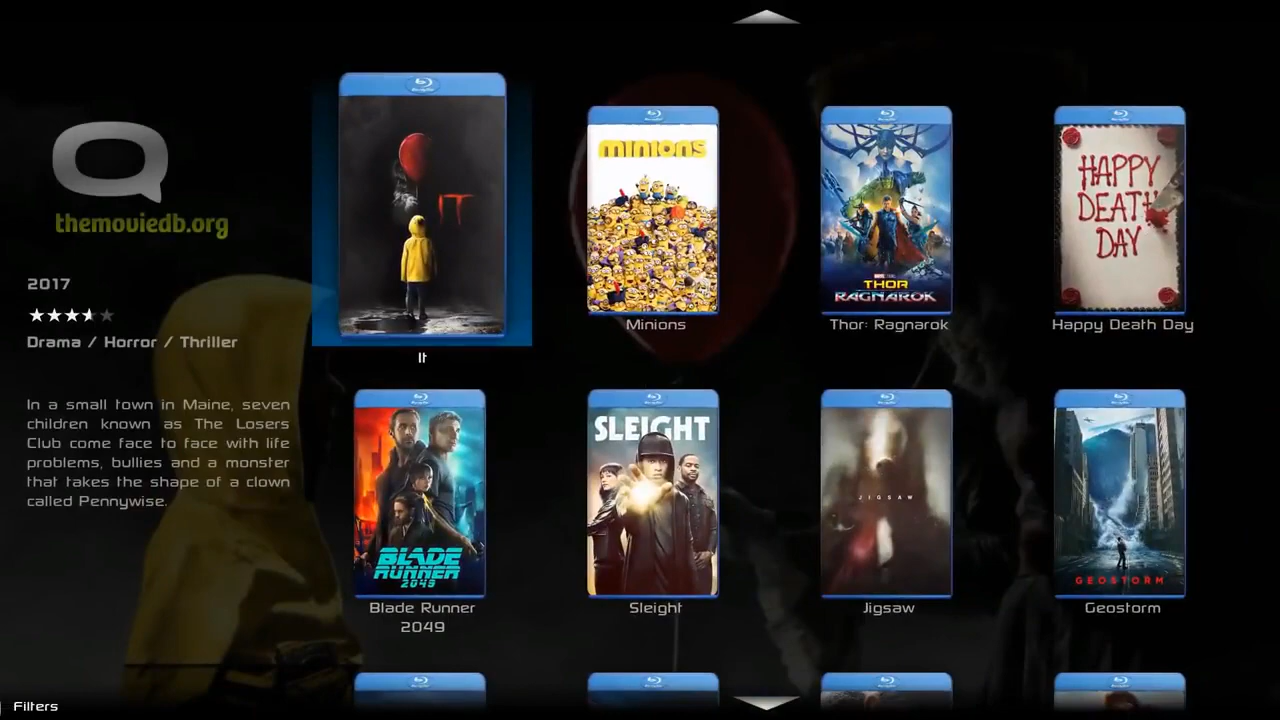 themoviedb.org
2017
Drama / Horror / Thriller
In a small town in Maine, seven
children known as The Losers
Club come face to face with life
problems, bullies and a monster
that takes the shape of a clown
called Pennywise.
IT
It
MINIONS
Minions
THOR
RAGNAROK
Thor: Ragnarok
HAPPY
DEATH
DAY
Happy Death Day
BLADE
RUNNER
2049
Blade Runner
2049
SLEIGHT
Sleight
JIGSAW
Jigsaw
GEOSTORM
Geostorm
Filters